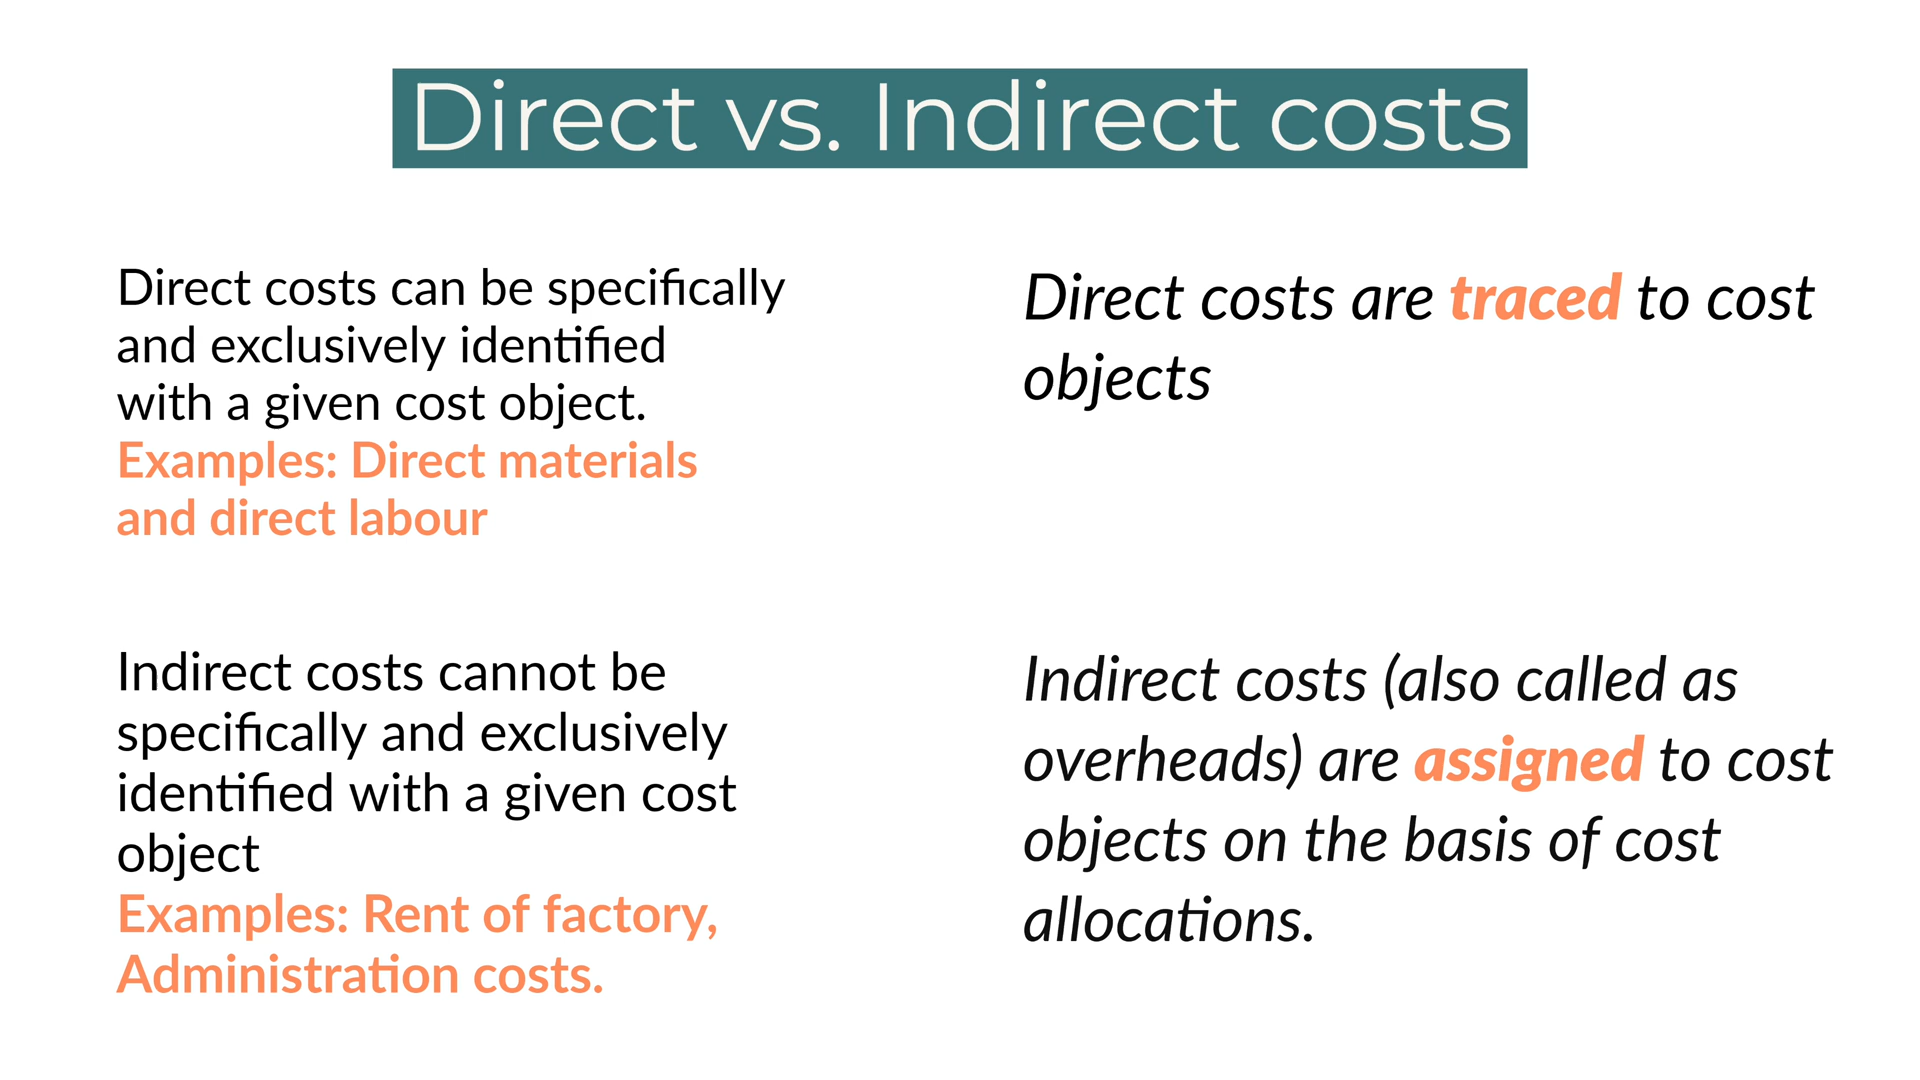 Direct vs. Indirect costs
Direct costs can be specifically
and exclusively identified
with a given cost object.
Examples: Direct materials
and direct labour
Direct costs are traced to cost
objects
Indirect costs cannot be
specifically and exclusively
identified with a given cost
object
Examples: Rent of factory,
Administration costs.
Indirect costs (also called as
overheads) are assigned to cost
objects on the basis of cost
allocations.